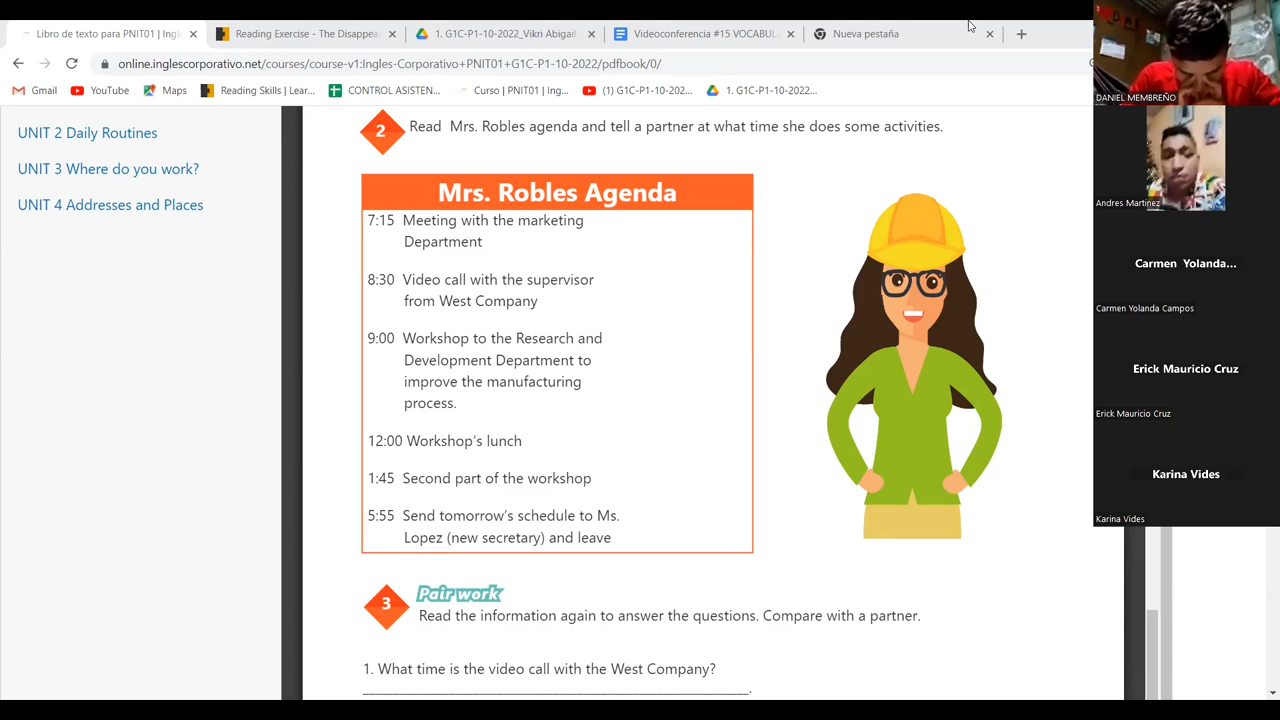 Libro de texto para PNIT01 | Ingl
Reading Exercise - The Disappea
1. G1C-P1-10-2022_Vikri Abigail
Videoconferencia #15 VOCABUL
Nueva pestaña
online.inglescorporativo.net/courses/course-v1:Ingles-Corporativo+PNIT01+G1C-P1-10-2022/pdfbook/0/
Gmail
YouTube
Maps
Reading Skills | Lear...
CONTROL ASISTEN...
Curso | PNIT01 | Ing...
(1) G1C-P1-10-202...
1. G1C-P1-10-2022...
UNIT 2 Daily Routines
UNIT 3 Where do you work?
UNIT 4 Addresses and Places
2 Read Mrs. Robles agenda and tell a partner at what time she does some activities.
Mrs. Robles Agenda
7:15 Meeting with the marketing
Department
8:30 Video call with the supervisor
from West Company
9:00 Workshop to the Research and
Development Department to
improve the manufacturing
process.
12:00 Workshop's lunch
1:45 Second part of the workshop
5:55 Send tomorrow's schedule to Ms.
Lopez (new secretary) and leave
3 Pair work
Read the information again to answer the questions. Compare with a partner.
1. What time is the video call with the West Company?
DANIEL MEMBREÑO
Andres Martinez
Carmen Yolanda...
Carmen Yolanda Campos
Erick Mauricio Cruz
Erick Mauricio Cruz
Karina Vides
Karina Vides